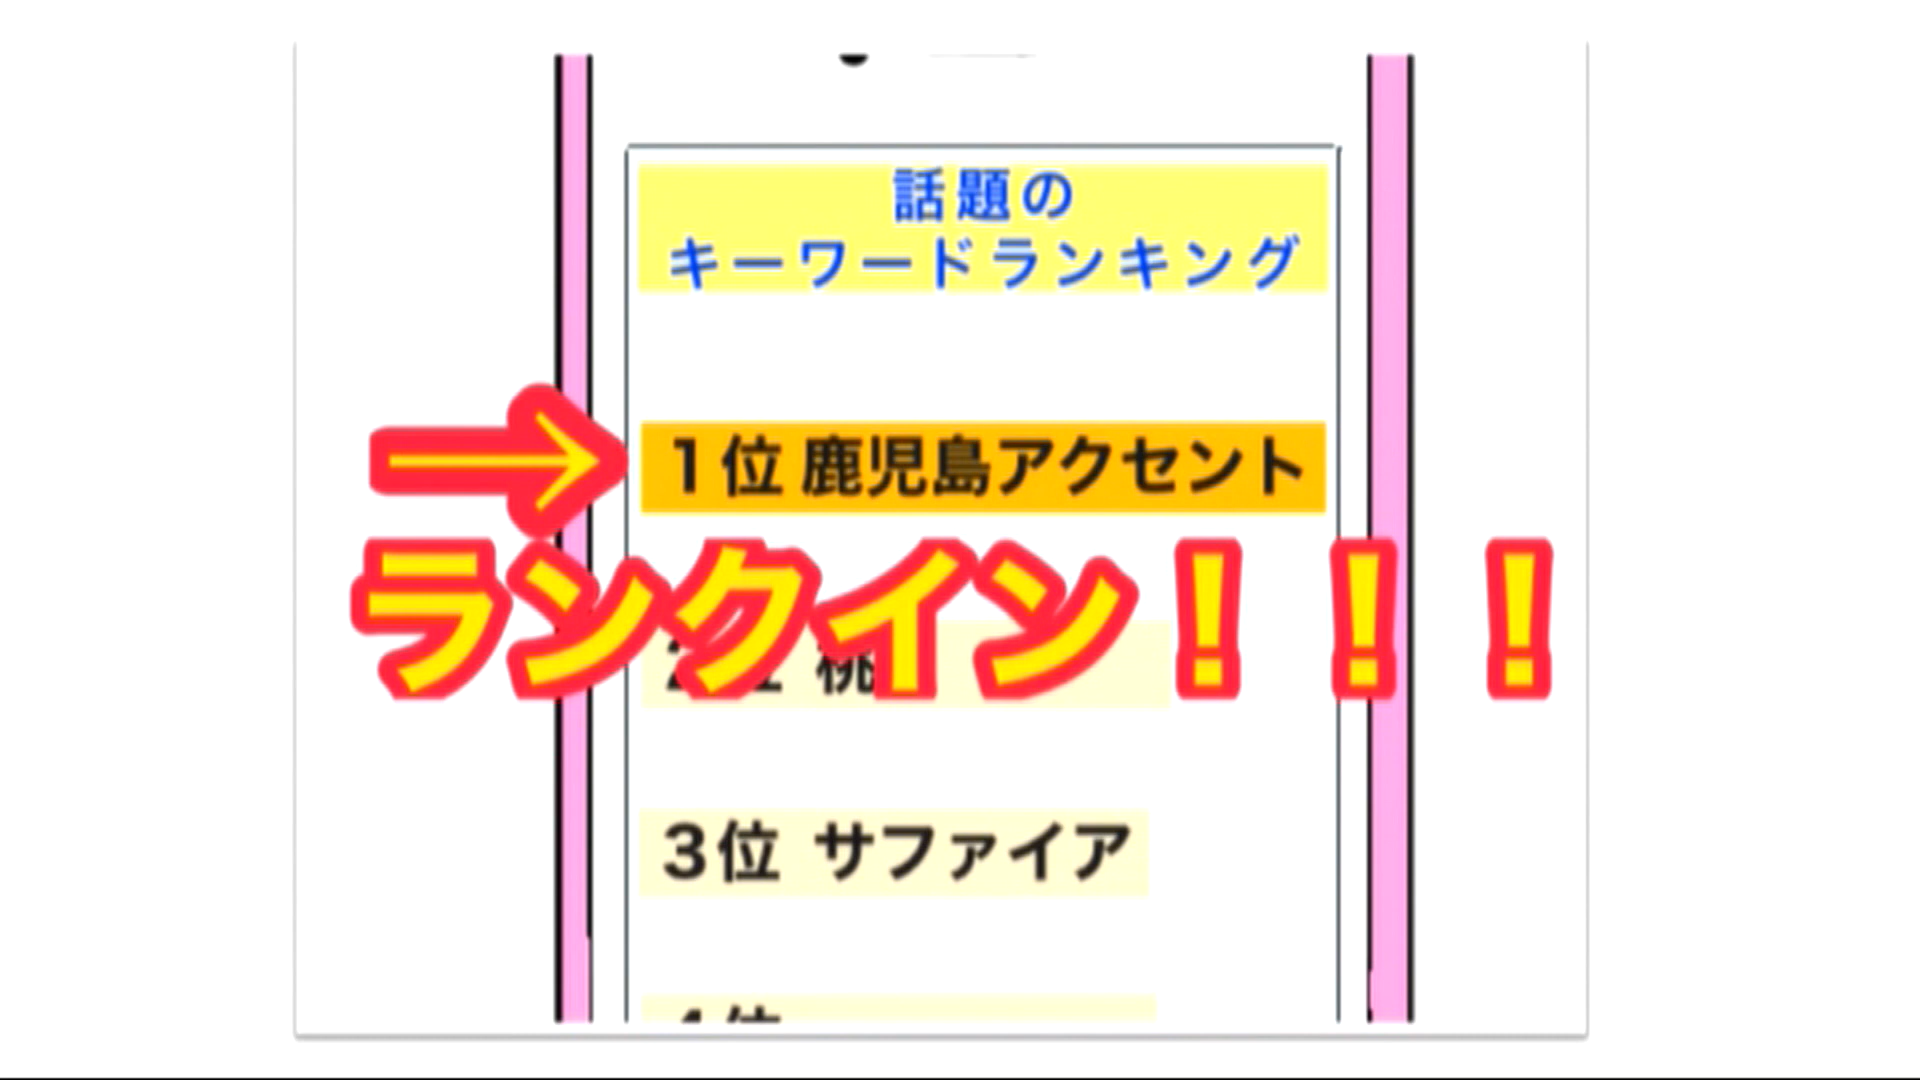 話題の
キーワードランキング
→
1位 鹿児島アクセント
ランクイン！！！
3位 サファイア